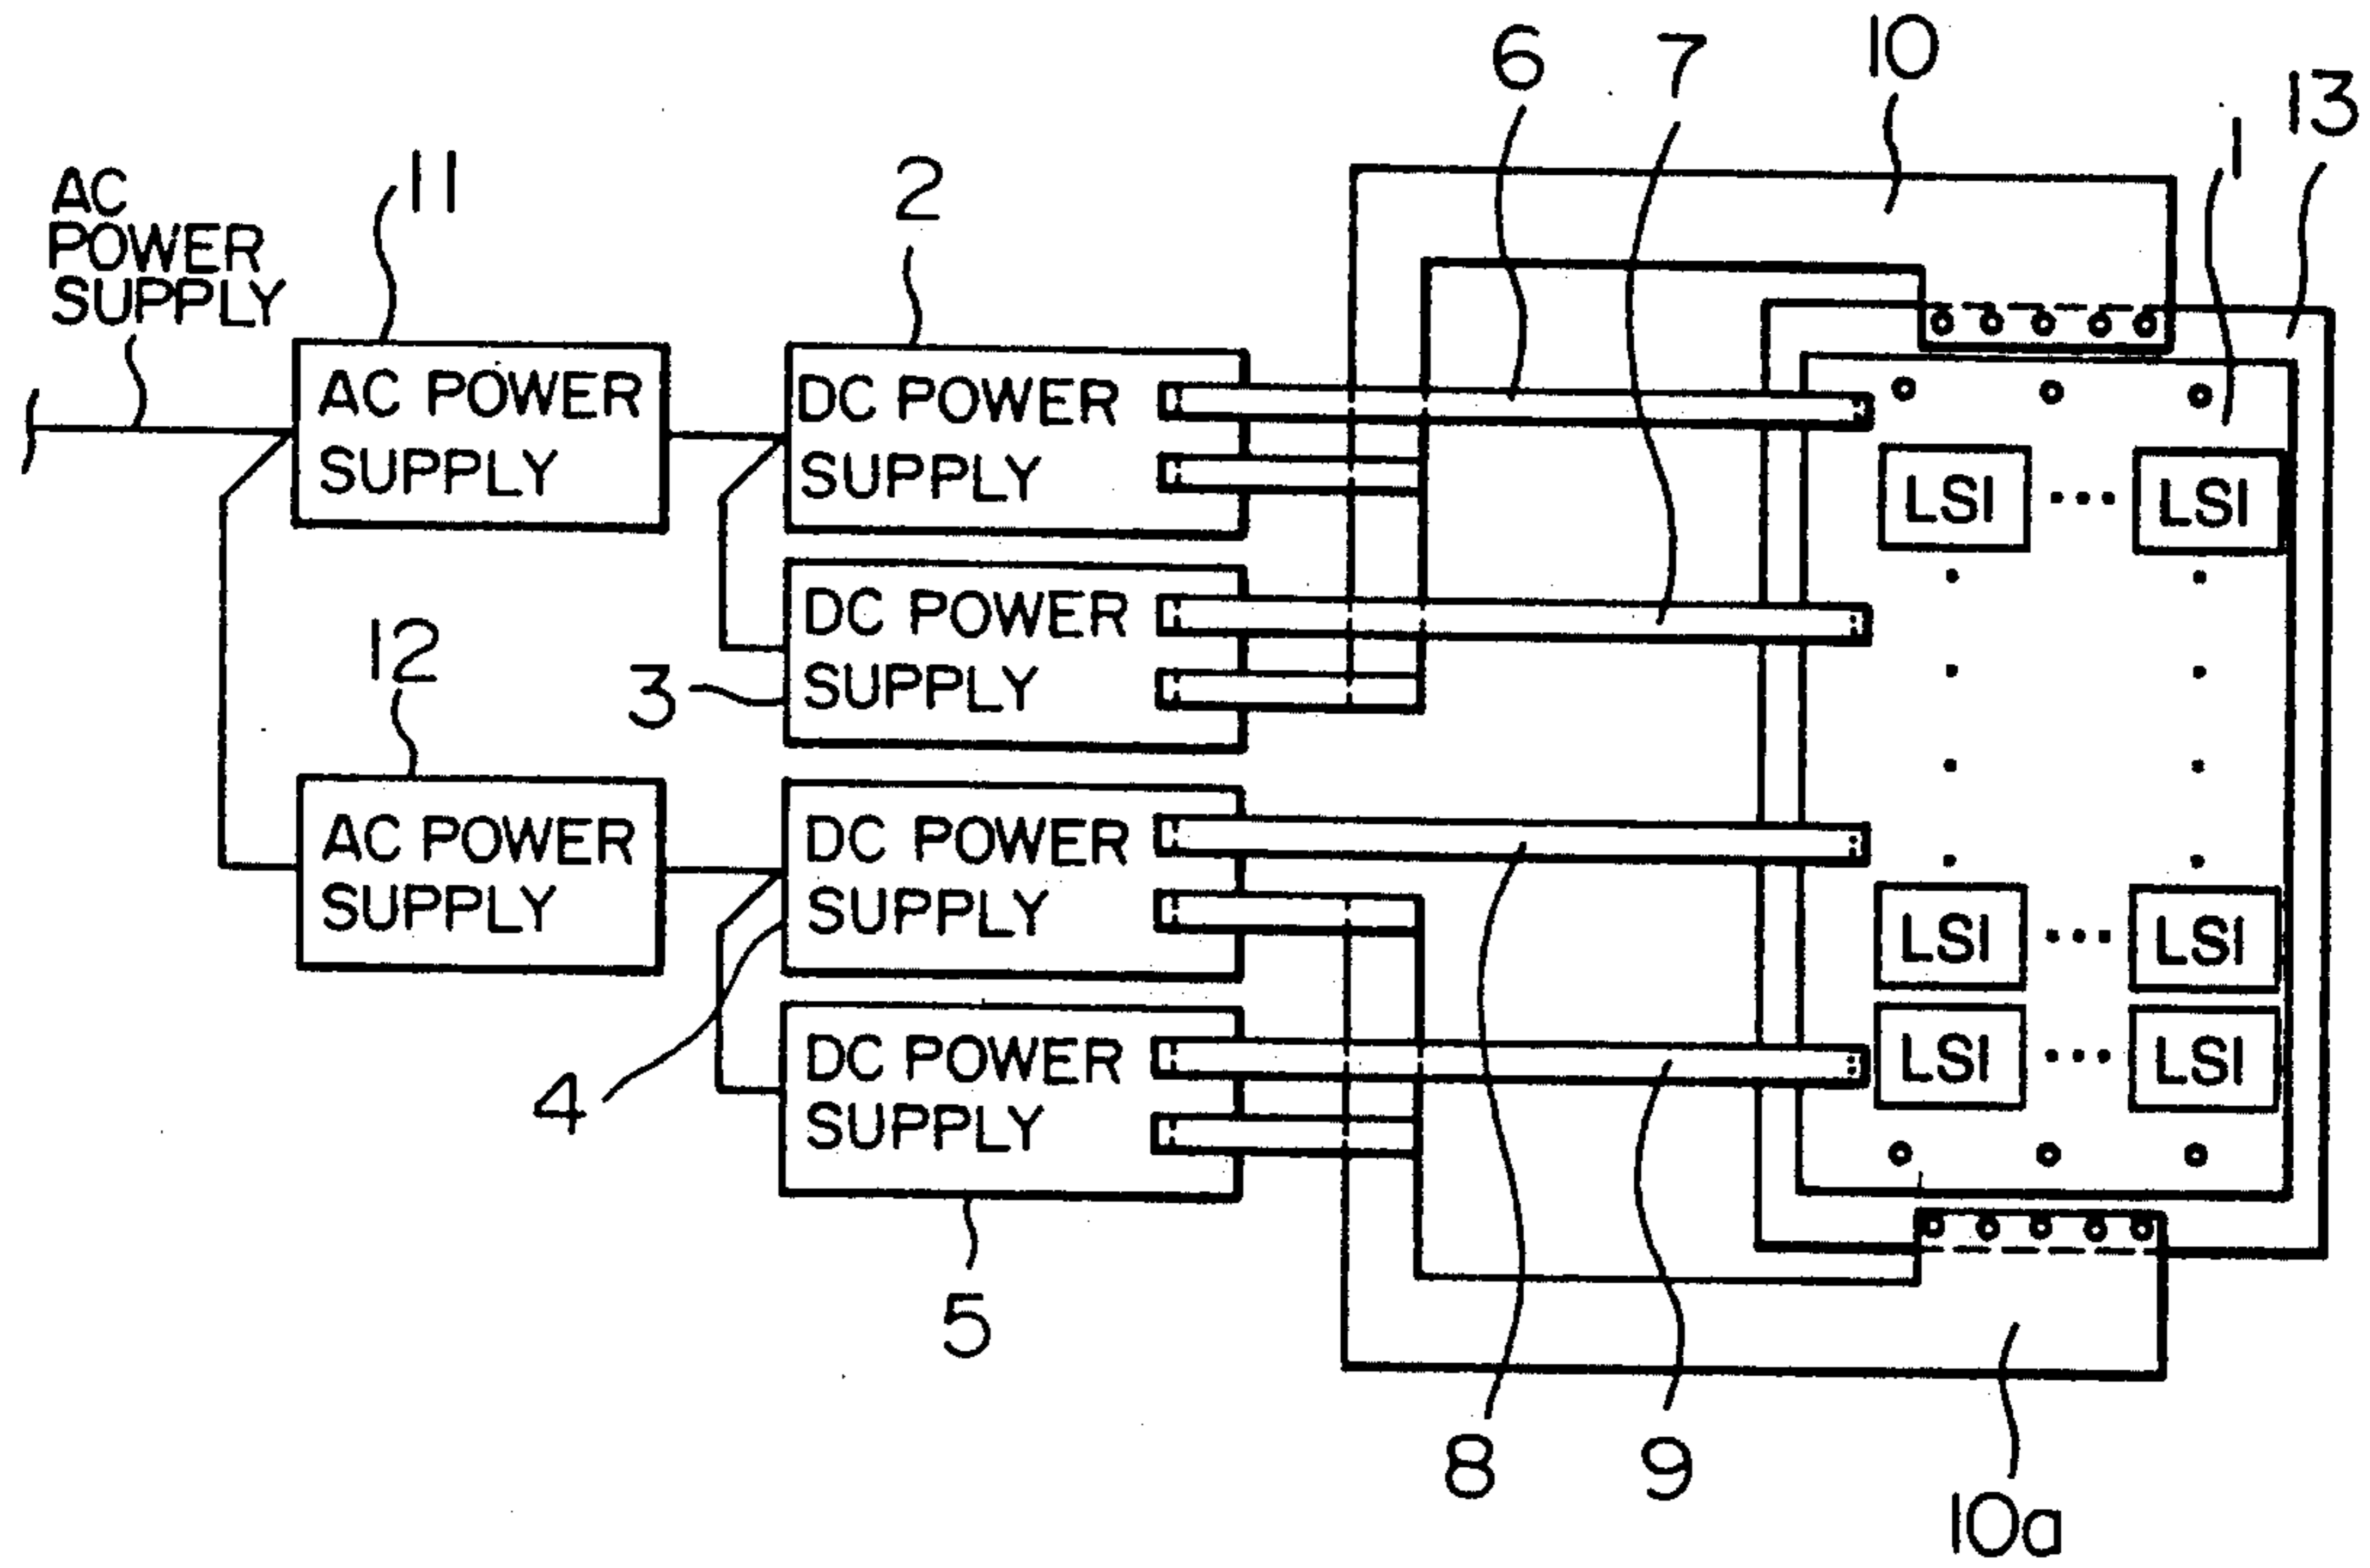 6
7
10
13
1
11
2
AC
POWER
SUPPLY
AC POWER
SUPPLY
DC POWER
SUPPLY
LSI ... LSI
DC POWER
SUPPLY
12
3
AC POWER
SUPPLY
DC POWER
SUPPLY
LSI ... LSI
LSI ... LSI
4
DC POWER
SUPPLY
5
8
9
10a